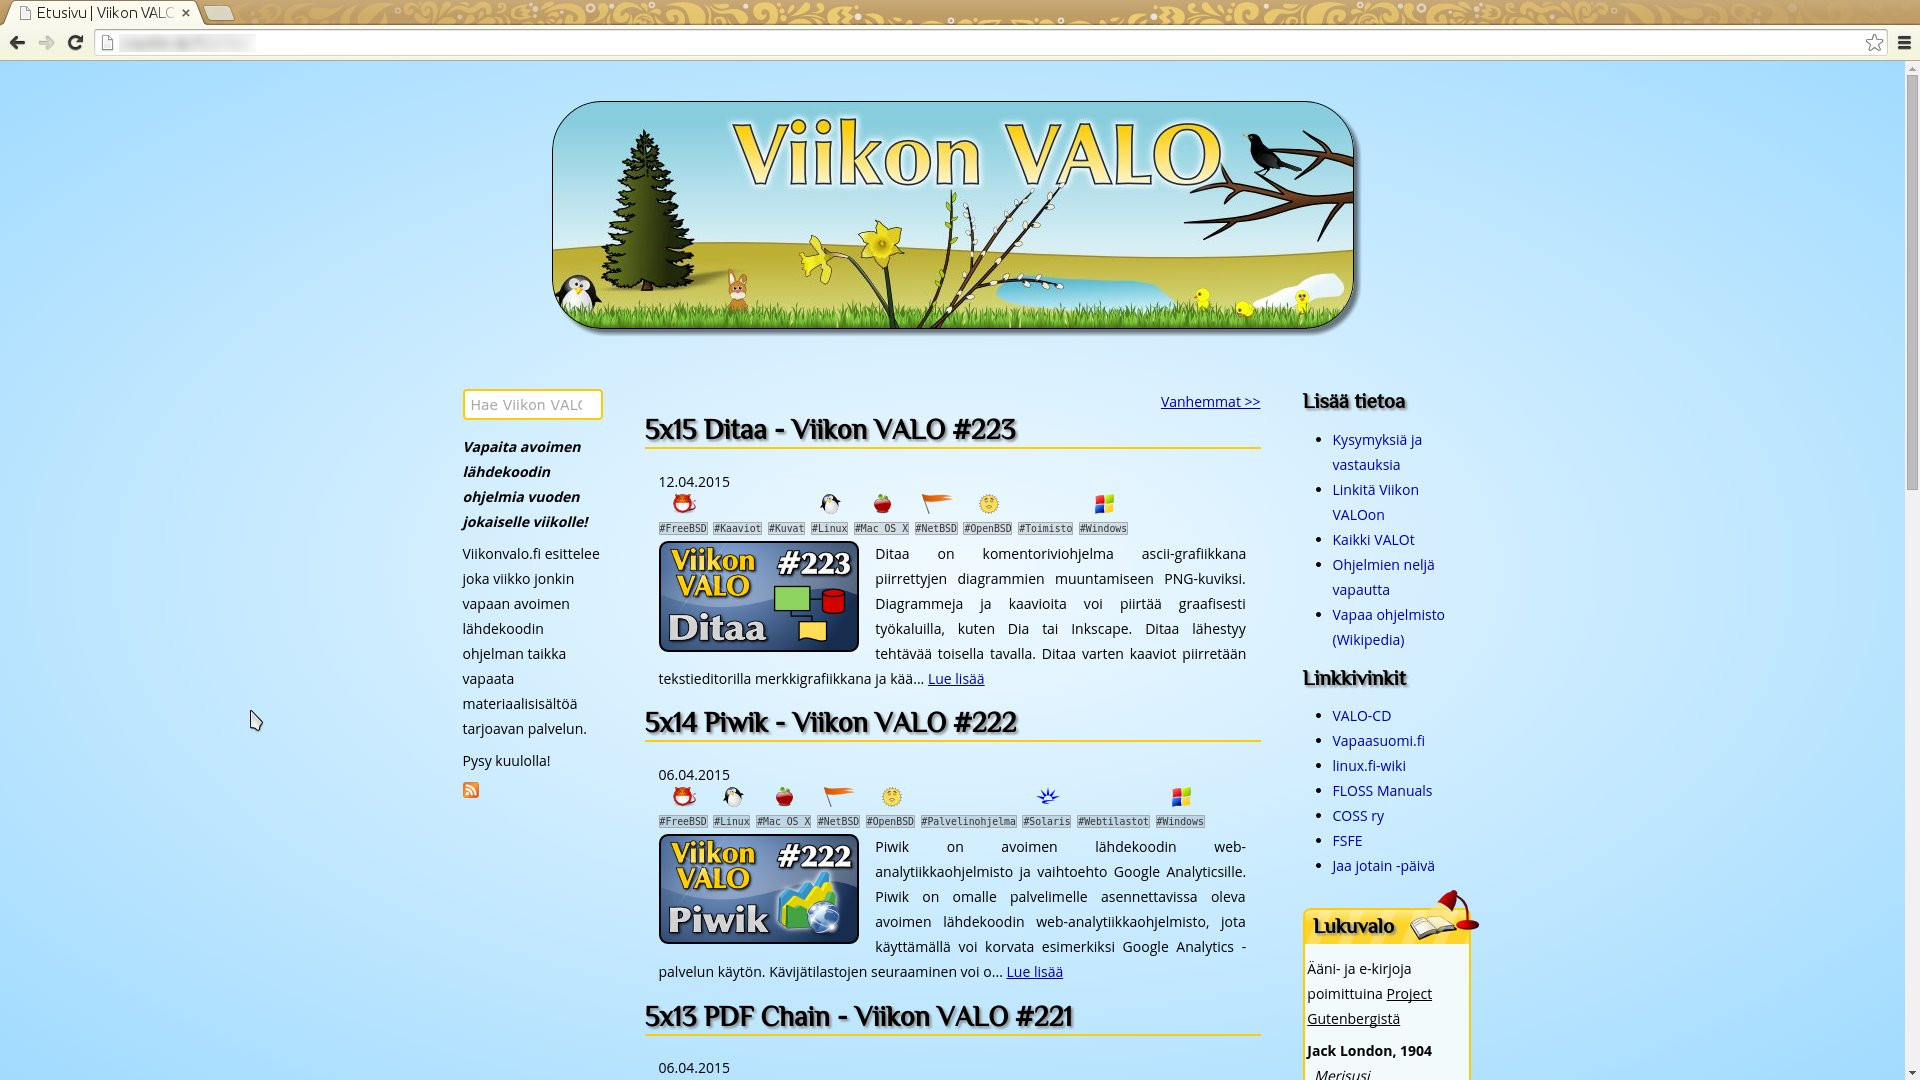 Etusivu | Viikon VALO
Viikon VALO
Hae Viikon VALO
Vapaita avoimen
lähdekoodin
ohjelmia vuoden
jokaiselle viikolle!
Viikonvalo.fi esittelee
joka viikko jonkin
vapaan avoimen
lähdekoodin
ohjelman taikka
vapaata
materiaalisisältöä
tarjoavan palvelun.
Pysy kuulolla!
Vanhemmat >>
5x15 Ditaa - Viikon VALO #223
12.04.2015
#FreeBSD #Kaaviot #Kuvat #Linux #Mac OS X #NetBSD #OpenBSD #Toimisto #Windows
Viikon
VALO
#223
Ditaa
Ditaa on komentoriviohjelma ascii-grafiikkana
piirrettyjen diagrammien muuntamiseen PNG-kuviksi.
Diagrammeja ja kaavioita voi piirtää graafisesti
työkaluilla, kuten Dia tai Inkscape. Ditaa lähestyy
tehtävää toisella tavalla. Ditaa varten kaaviot piirretään
tekstieditorilla merkkigrafiikkana ja kää... Lue lisää
5x14 Piwik - Viikon VALO #222
06.04.2015
#FreeBSD #Linux #Mac OS X #NetBSD #OpenBSD #Palvelinohjelma #Solaris #Webtilastot #Windows
Viikon
VALO
#222
Piwik
Piwik on avoimen lähdekoodin web-
analytiikkaohjelmisto ja vaihtoehto Google Analyticsille.
Piwik on omalle palvelimelle asennettavissa oleva
avoimen lähdekoodin web-analytiikkaohjelmisto, jota
käyttämällä voi korvata esimerkiksi Google Analytics -
palvelun käytön. Kävijätilastojen seuraaminen voi o... Lue lisää
5x13 PDF Chain - Viikon VALO #221
06.04.2015
Lisää tietoa
Kysymyksiä ja
vastauksia
Linkitä Viikon
VALOon
Kaikki VALOt
Ohjelmien neljä
vapautta
Vapaa ohjelmisto
(Wikipedia)
Linkkivinkit
VALO-CD
Vapaasuomi.fi
linux.fi-wiki
FLOSS Manuals
COSS ry
FSFE
Jaa jotain -päivä
Lukuvalo
Ääni- ja e-kirjoja
poimittuina Project
Gutenbergistä
Jack London, 1904
Merisusi